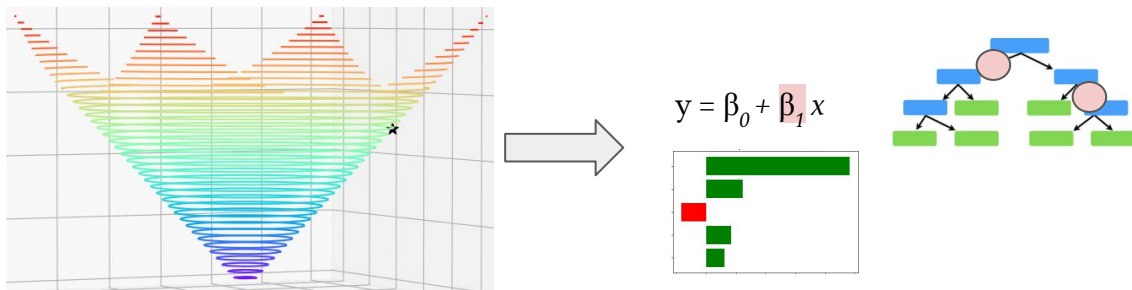 y = β₀ + β₁ x